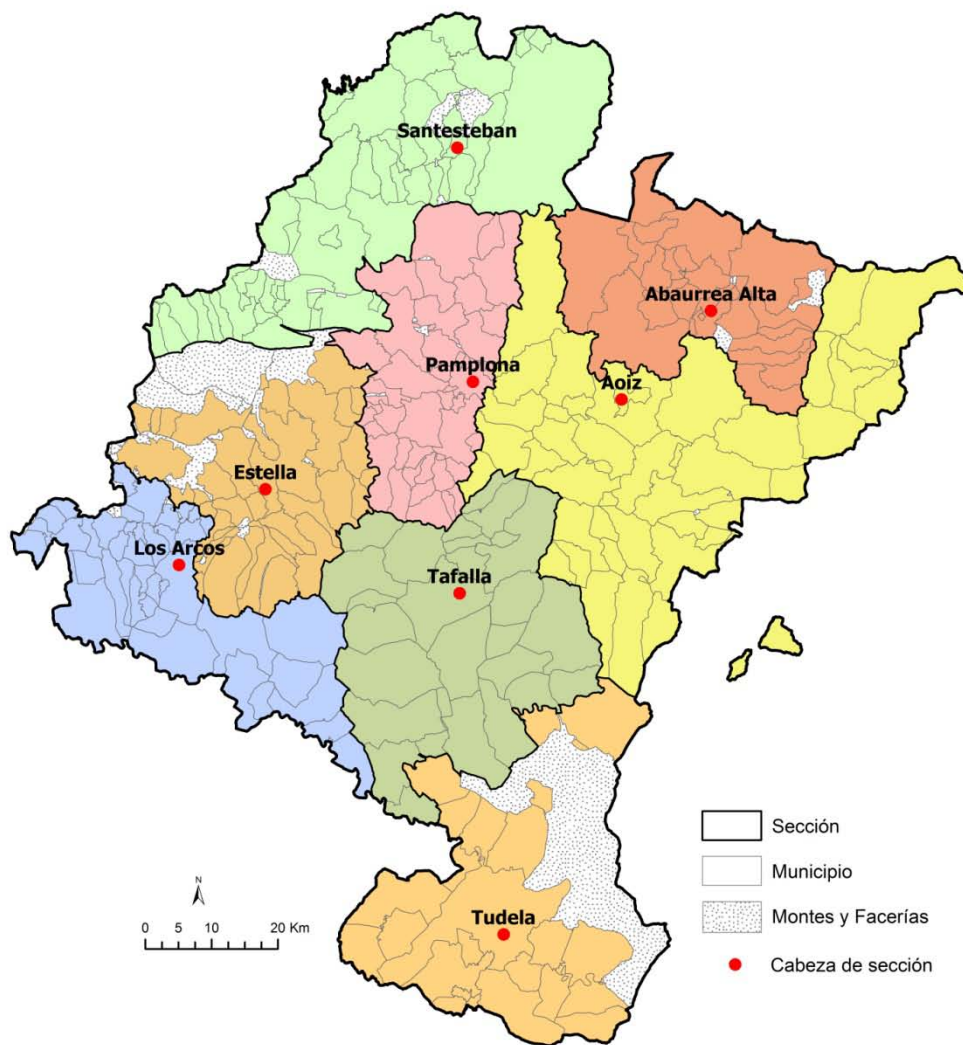 Santesteban
Abaurrea Alta
Pamplona
Aoiz
Estella
Los Arcos
Tafalla
Tudela
Sección
Municipio
Montes y Facerías
Cabeza de sección
N
0 5 10 20 Km